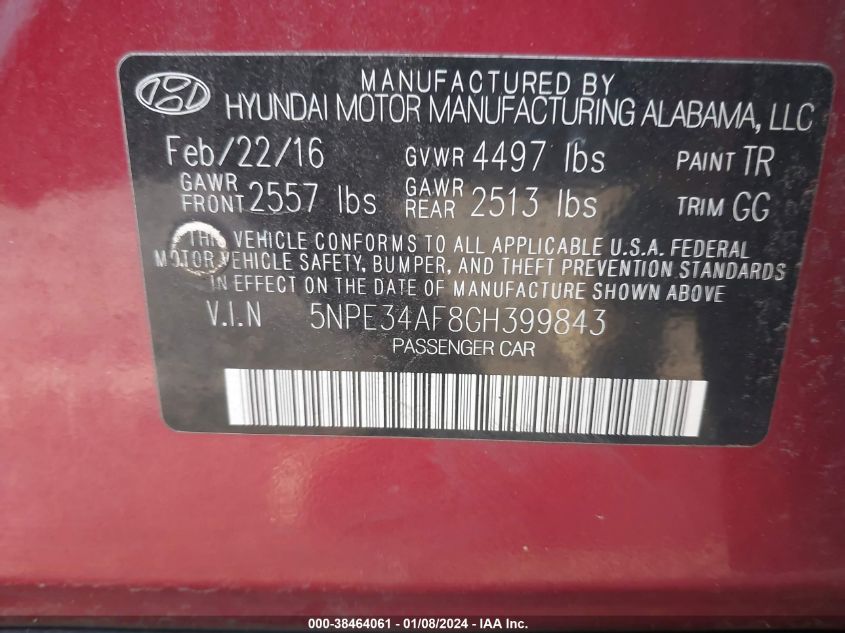 MANUFACTURED BY
HYUNDAI MOTOR MANUFACTURING ALABAMA, LLC
Feb/22/16 GVWR 4497 lbs PAINT TR
GAWR FRONT 2557 lbs GAWR REAR 2513 lbs TRIM GG
THIS VEHICLE CONFORMS TO ALL APPLICABLE U.S.A. FEDERAL
MOTOR VEHICLE SAFETY, BUMPER, AND THEFT PREVENTION STANDARDS
IN EFFECT ON THE DATE OF MANUFACTURE SHOWN ABOVE.
V.I.N 5NPE34AF8GH399843
PASSENGER CAR
000-38464061 - 01/08/2024 - IAA Inc.